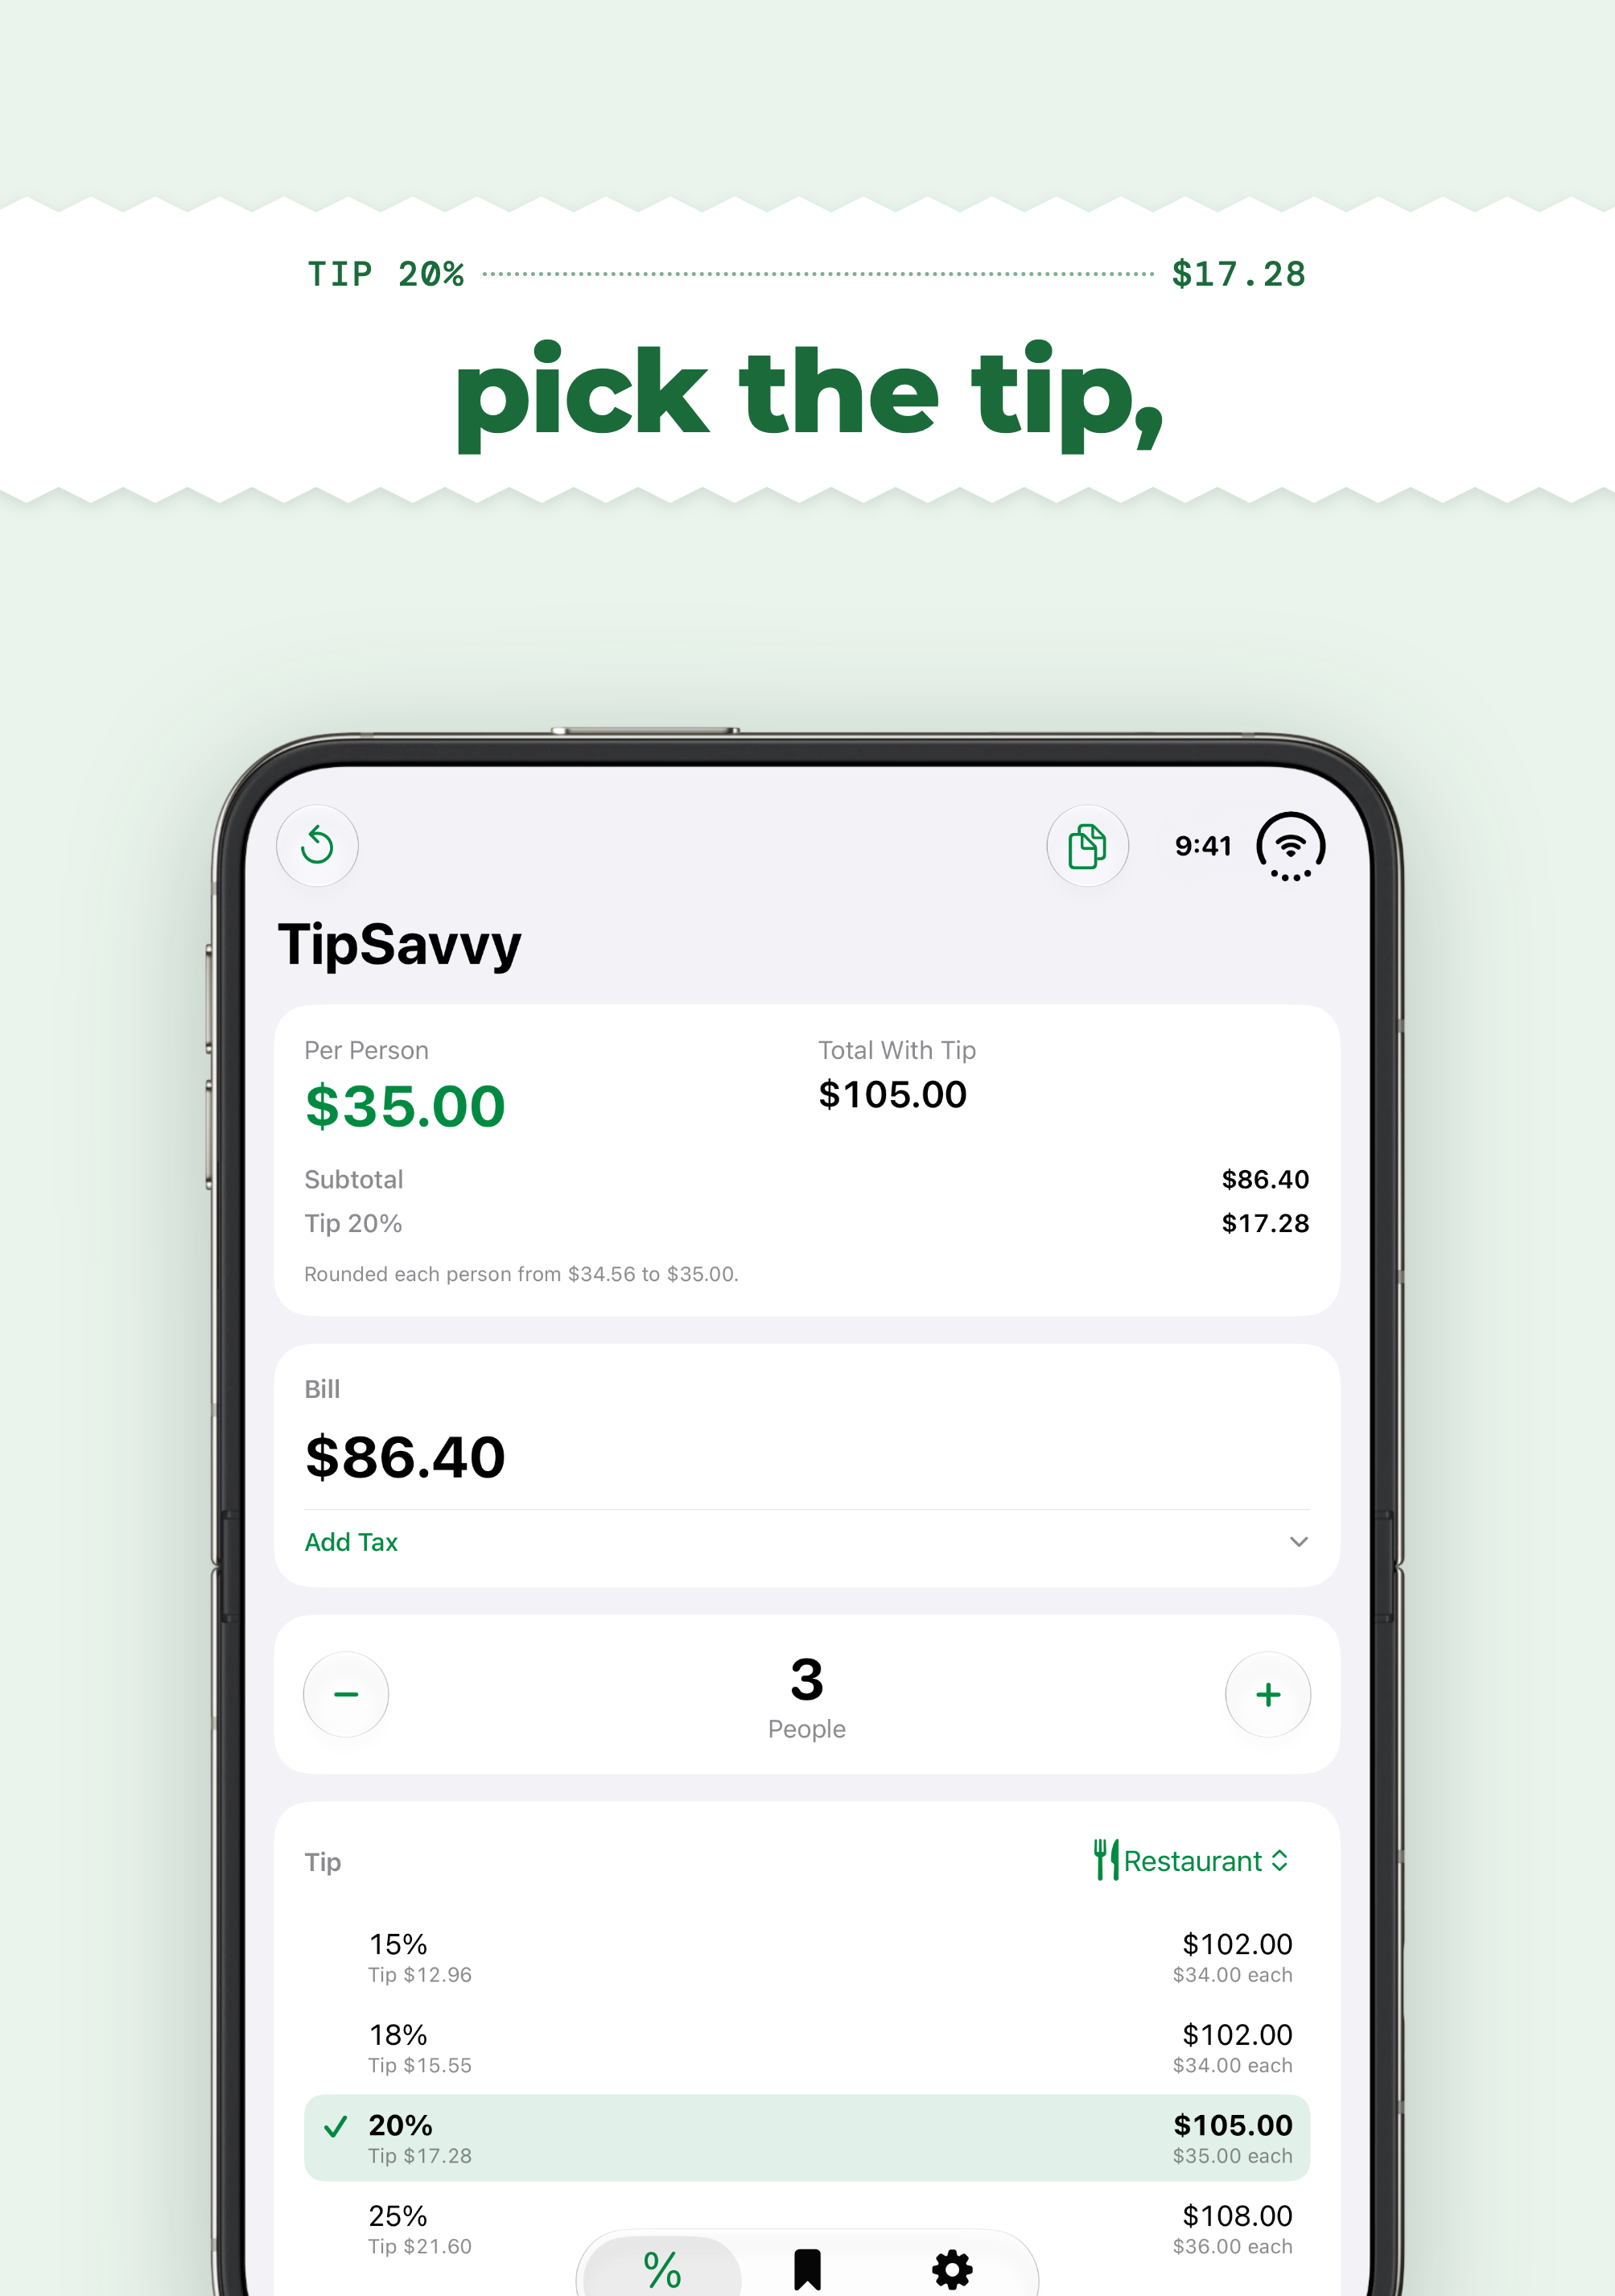 TIP 20% $17.28
pick the tip,
9:41
TipSavvy
Per Person Total With Tip
$35.00 $105.00
Subtotal $86.40
Tip 20% $17.28
Rounded each person from $34.56 to $35.00.
Bill
$86.40
Add Tax
3
People
Tip Restaurant
15% $102.00
Tip $12.96 $34.00 each
18% $102.00
Tip $15.55 $34.00 each
20% $105.00
Tip $17.28 $35.00 each
25% $108.00
Tip $21.60 $36.00 each
%